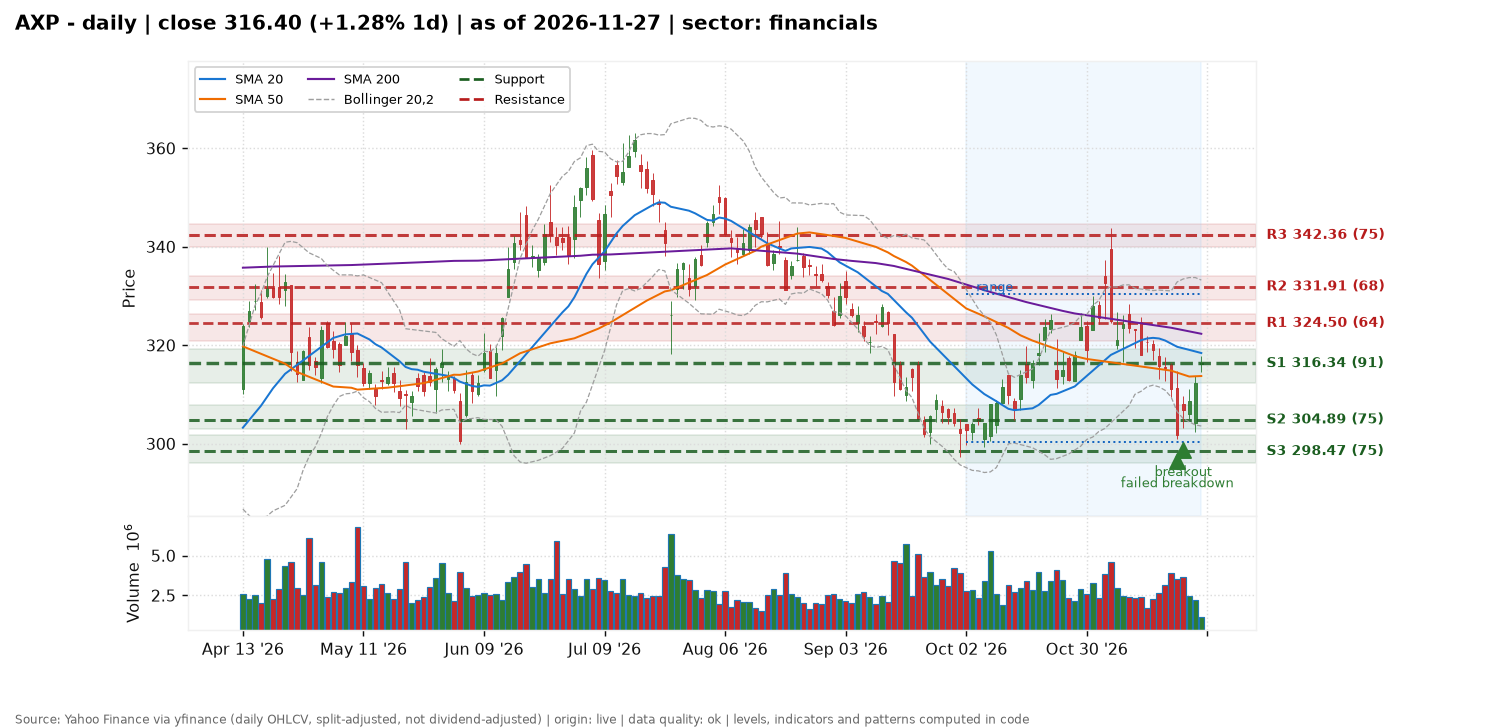 AXP - daily | close 316.40 (+1.28% 1d) | as of 2026-11-27 | sector: financials
SMA 20
SMA 50
SMA 200
Bollinger 20,2
Support
Resistance
Price
360
340
320
300
range
R3 342.36 (75)
R2 331.91 (68)
R1 324.50 (64)
S1 316.34 (91)
S2 304.89 (75)
S3 298.47 (75)
breakout
failed breakdown
Volume 10⁶
5.0
2.5
Apr 13 '26
May 11 '26
Jun 09 '26
Jul 09 '26
Aug 06 '26
Sep 03 '26
Oct 02 '26
Oct 30 '26
Source: Yahoo Finance via yfinance (daily OHLCV, split-adjusted, not dividend-adjusted) | origin: live | data quality: ok | levels, indicators and patterns computed in code